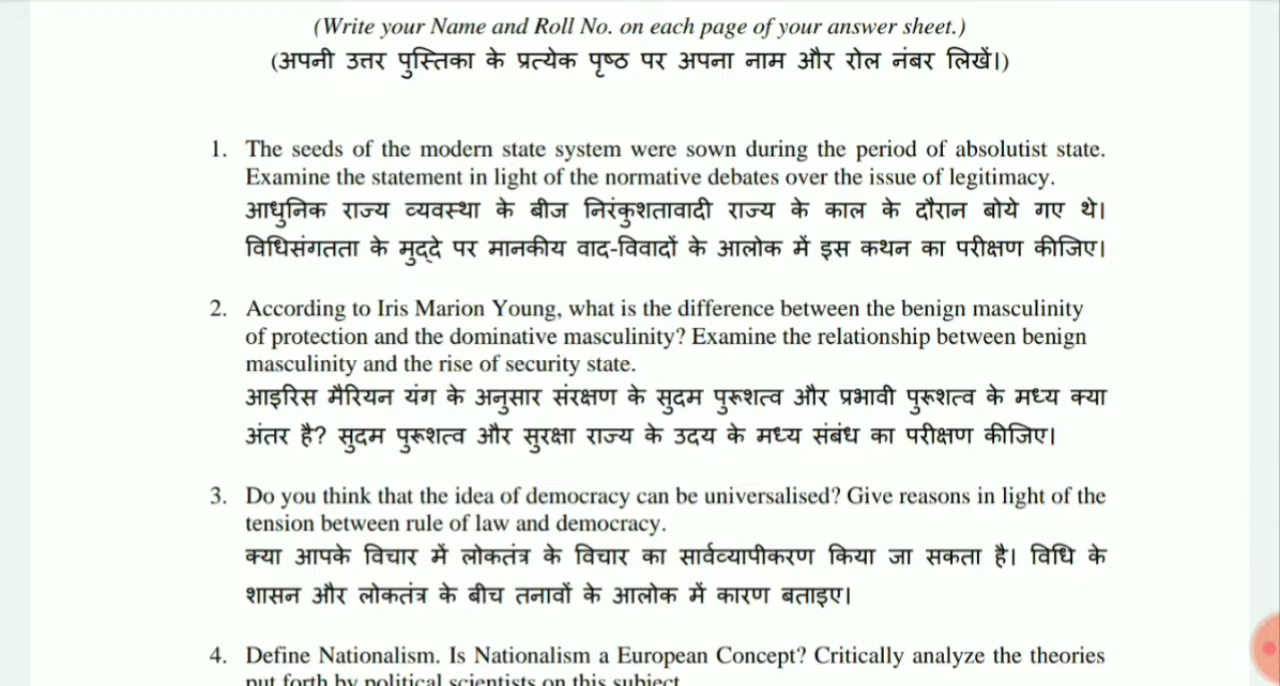 (Write your Name and Roll No. on each page of your answer sheet.)
(अपनी उत्तर पुस्तिका के प्रत्येक पृष्ठ पर अपना नाम और रोल नंबर लिखें।)
1. The seeds of the modern state system were sown during the period of absolutist state.
Examine the statement in light of the normative debates over the issue of legitimacy.
आधुनिक राज्य व्यवस्था के बीज निरंकुशतावादी राज्य के काल के दौरान बोये गए थे।
विधिसंगतता के मुद्दे पर मानकीय वाद-विवादों के आलोक में इस कथन का परीक्षण कीजिए।
2. According to Iris Marion Young, what is the difference between the benign masculinity
of protection and the dominative masculinity? Examine the relationship between benign
masculinity and the rise of security state.
आइरिस मैरियन यंग के अनुसार संरक्षण के सुदम पुरूशत्व और प्रभावी पुरूशत्व के मध्य क्या
अंतर है? सुदम पुरूशत्व और सुरक्षा राज्य के उदय के मध्य संबंध का परीक्षण कीजिए।
3. Do you think that the idea of democracy can be universalised? Give reasons in light of the
tension between rule of law and democracy.
क्या आपके विचार में लोकतंत्र के विचार का सार्वव्यापीकरण किया जा सकता है। विधि के
शासन और लोकतंत्र के बीच तनावों के आलोक में कारण बताइए।
4. Define Nationalism. Is Nationalism a European Concept? Critically analyze the theories
put forth by political scientists on this subject